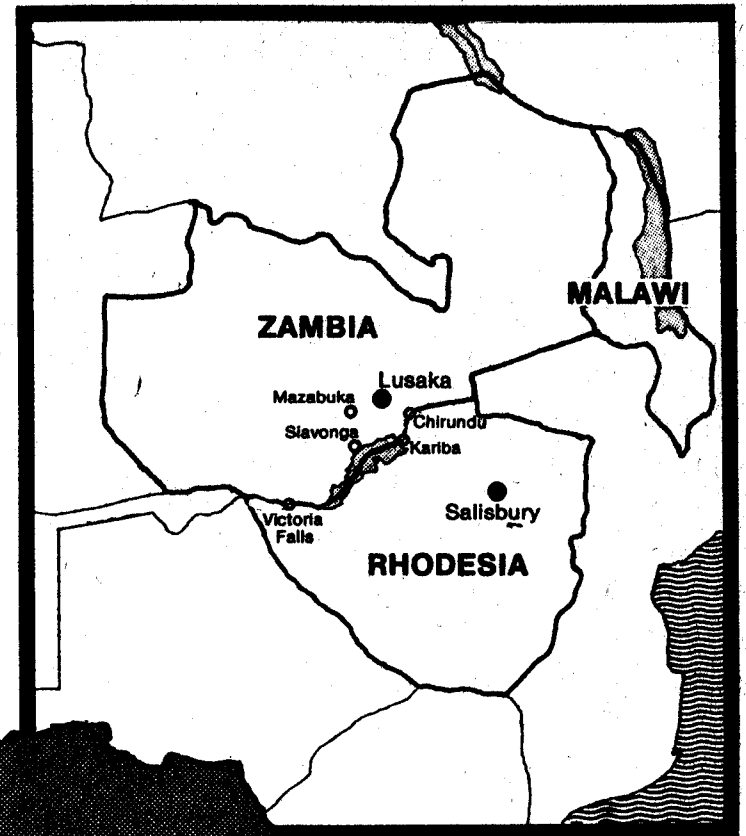 MALAWI
ZAMBIA
Lusaka
Mazabuka
Chirundu
Siavonga
Kariba
Salisbury
Victoria
Falls
RHODESIA